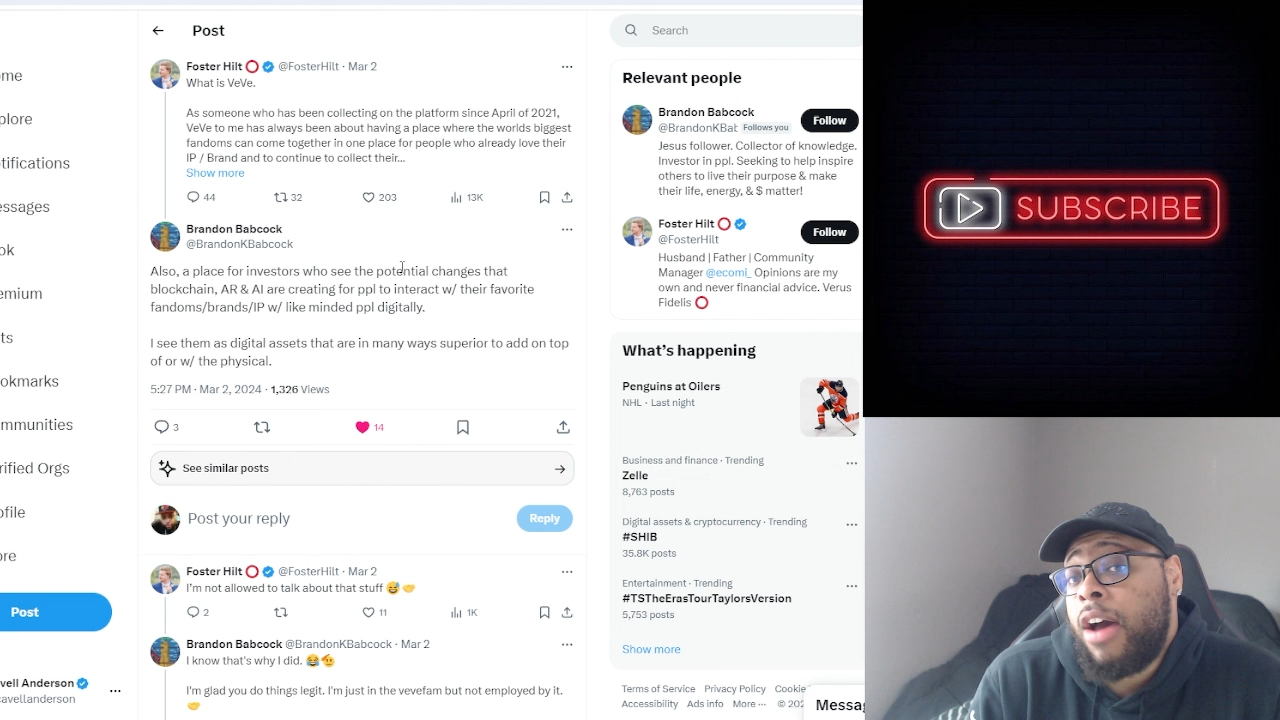 Post
Search
Foster Hilt @FosterHilt · Mar 2
What is VeVe.
As someone who has been collecting on the platform since April of 2021,
VeVe to me has always been about having a place where the worlds biggest
fandoms can come together in one place for people who already love their
IP / Brand and to continue to collect their...
Show more
44 32 203 13K
Brandon Babcock
@BrandonKBabcock
Also, a place for investors who see the potential changes that
blockchain, AR & AI are creating for ppl to interact w/ their favorite
fandoms/brands/IP w/ like minded ppl digitally.
I see them as digital assets that are in many ways superior to add on top
of or w/ the physical.
5:27 PM · Mar 2, 2024 · 1,326 Views
3 14
See similar posts
Post your reply
Reply
Foster Hilt @FosterHilt · Mar 2
I'm not allowed to talk about that stuff 😅 🤝
2 11 1K
Brandon Babcock @BrandonKBabcock · Mar 2
I know that's why I did. 😂 🫡
I'm glad you do things legit. I'm just in the vevefam but not employed by it.
🤝
ome
plore
otifications
essages
ok
emium
ts
okmarks
mmunities
rified Orgs
ofile
ore
Post
avell Anderson
cavellanderson
Relevant people
Brandon Babcock
@BrandonKBab Follows you
Follow
Jesus follower. Collector of knowledge.
Investor in ppl. Seeking to help inspire
others to live their purpose & make
their life, energy, & $ matter!
Foster Hilt
@FosterHilt
Follow
Husband | Father | Community
Manager @ecomi_ Opinions are my
own and never financial advice. Verus
Fidelis
What's happening
Penguins at Oilers
NHL · Last night
Business and finance · Trending
Zelle
8,763 posts
Digital assets & cryptocurrency · Trending
#SHIB
35.8K posts
Entertainment · Trending
#TSTheErasTourTaylorsVersion
5,753 posts
Show more
Terms of Service Privacy Policy Cookie
Accessibility Ads info More ··· © 202
Messa
SUBSCRIBE